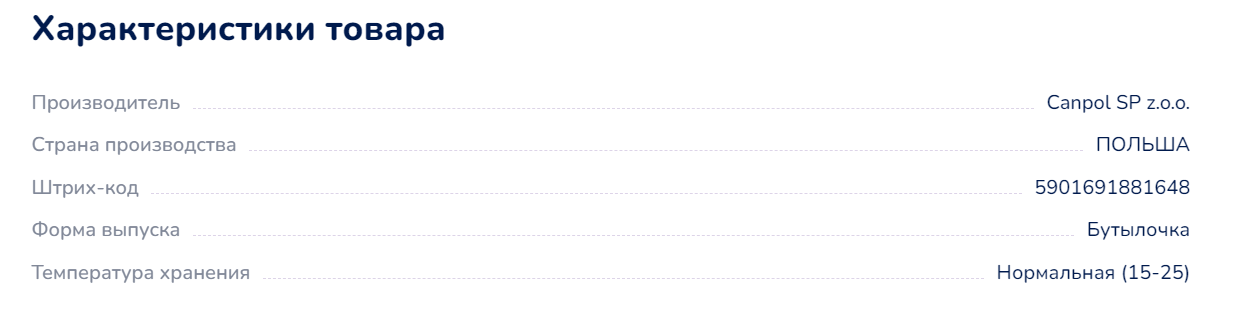 Характеристики товара
Производитель Canpol SP z.o.o.
Страна производства ПОЛЬША
Штрих-код 5901691881648
Форма выпуска Бутылочка
Температура хранения Нормальная (15-25)